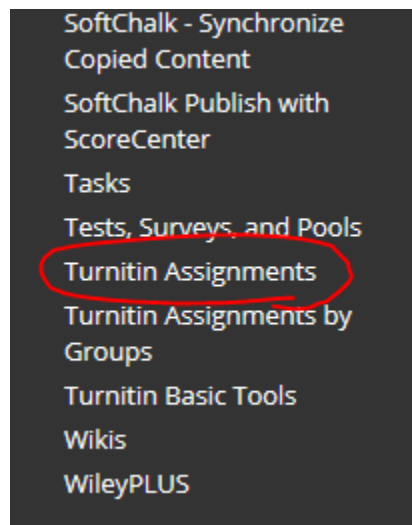 SoftChalk - Synchronize
Copied Content
SoftChalk Publish with
ScoreCenter
Tasks
Tests, Surveys, and Pools
Turnitin Assignments
Turnitin Assignments by
Groups
Turnitin Basic Tools
Wikis
WileyPLUS